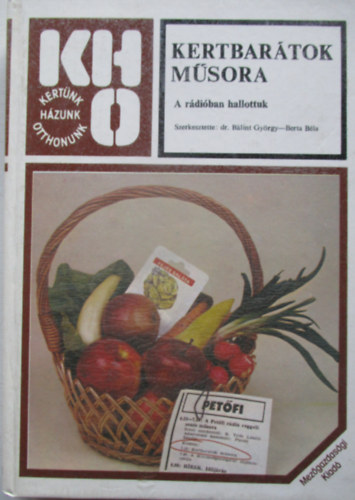 KHO
KERTÜNK
HÁZUNK
OTTHONUNK
KERTBARÁTOK
MŰSORA
A rádióban hallottuk
Szerkesztette: dr. Bálint György—Berta Béla
PETŐFI
Mezőgazdasági
Kiadó